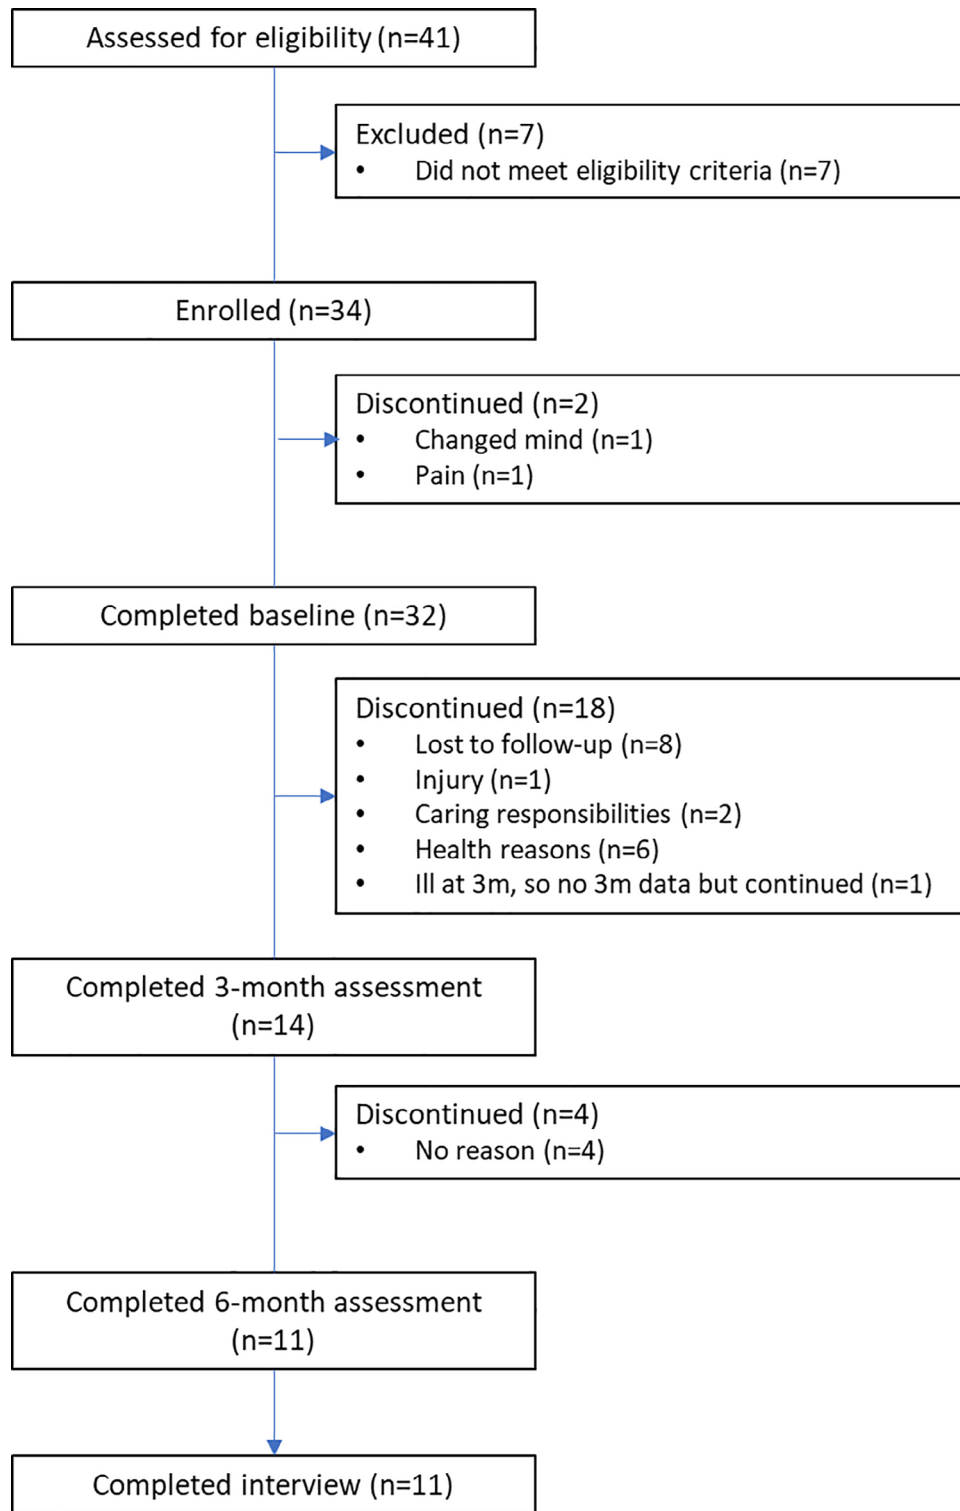 Assessed for eligibility (n=41)
Excluded (n=7)
• Did not meet eligibility criteria (n=7)
Enrolled (n=34)
Discontinued (n=2)
• Changed mind (n=1)
• Pain (n=1)
Completed baseline (n=32)
Discontinued (n=18)
• Lost to follow-up (n=8)
• Injury (n=1)
• Caring responsibilities (n=2)
• Health reasons (n=6)
• Ill at 3m, so no 3m data but continued (n=1)
Completed 3-month assessment
(n=14)
Discontinued (n=4)
• No reason (n=4)
Completed 6-month assessment
(n=11)
Completed interview (n=11)